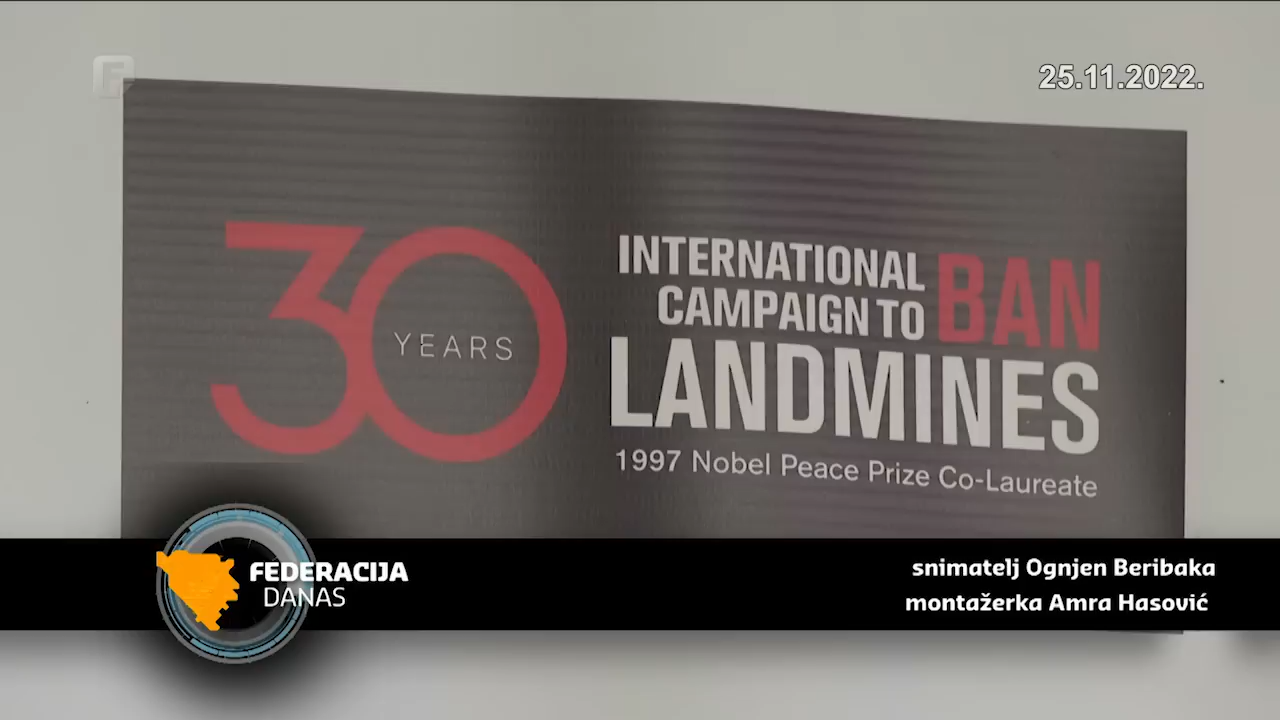 F
25.11.2022.
30
YEARS
INTERNATIONAL
CAMPAIGN TO BAN
LANDMINES
1997 Nobel Peace Prize Co-Laureate
FEDERACIJA
DANAS
snimatelj Ognjen Beribaka
montažerka Amra Hasović